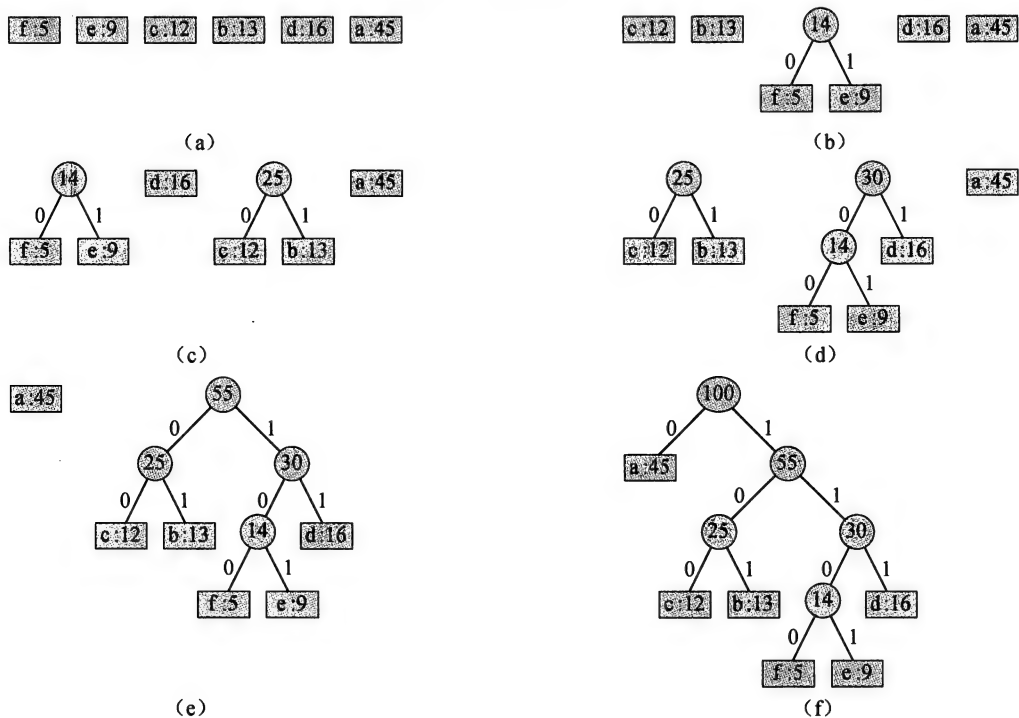 f:5 e:9 c:12 b:13 d:16 a:45
(a)
c:12 b:13 14 d:16 a:45
0 1
f:5 e:9
(b)
14 d:16 25 a:45
0 1 0 1
f:5 e:9 c:12 b:13
(c)
25 30 a:45
0 1 0 1
c:12 b:13 14 d:16
0 1
f:5 e:9
(d)
a:45 55
0 1
25 30
0 1 0 1
c:12 b:13 14 d:16
0 1
f:5 e:9
(e)
100
0 1
a:45 55
0 1
25 30
0 1 0 1
c:12 b:13 14 d:16
0 1
f:5 e:9
(f)